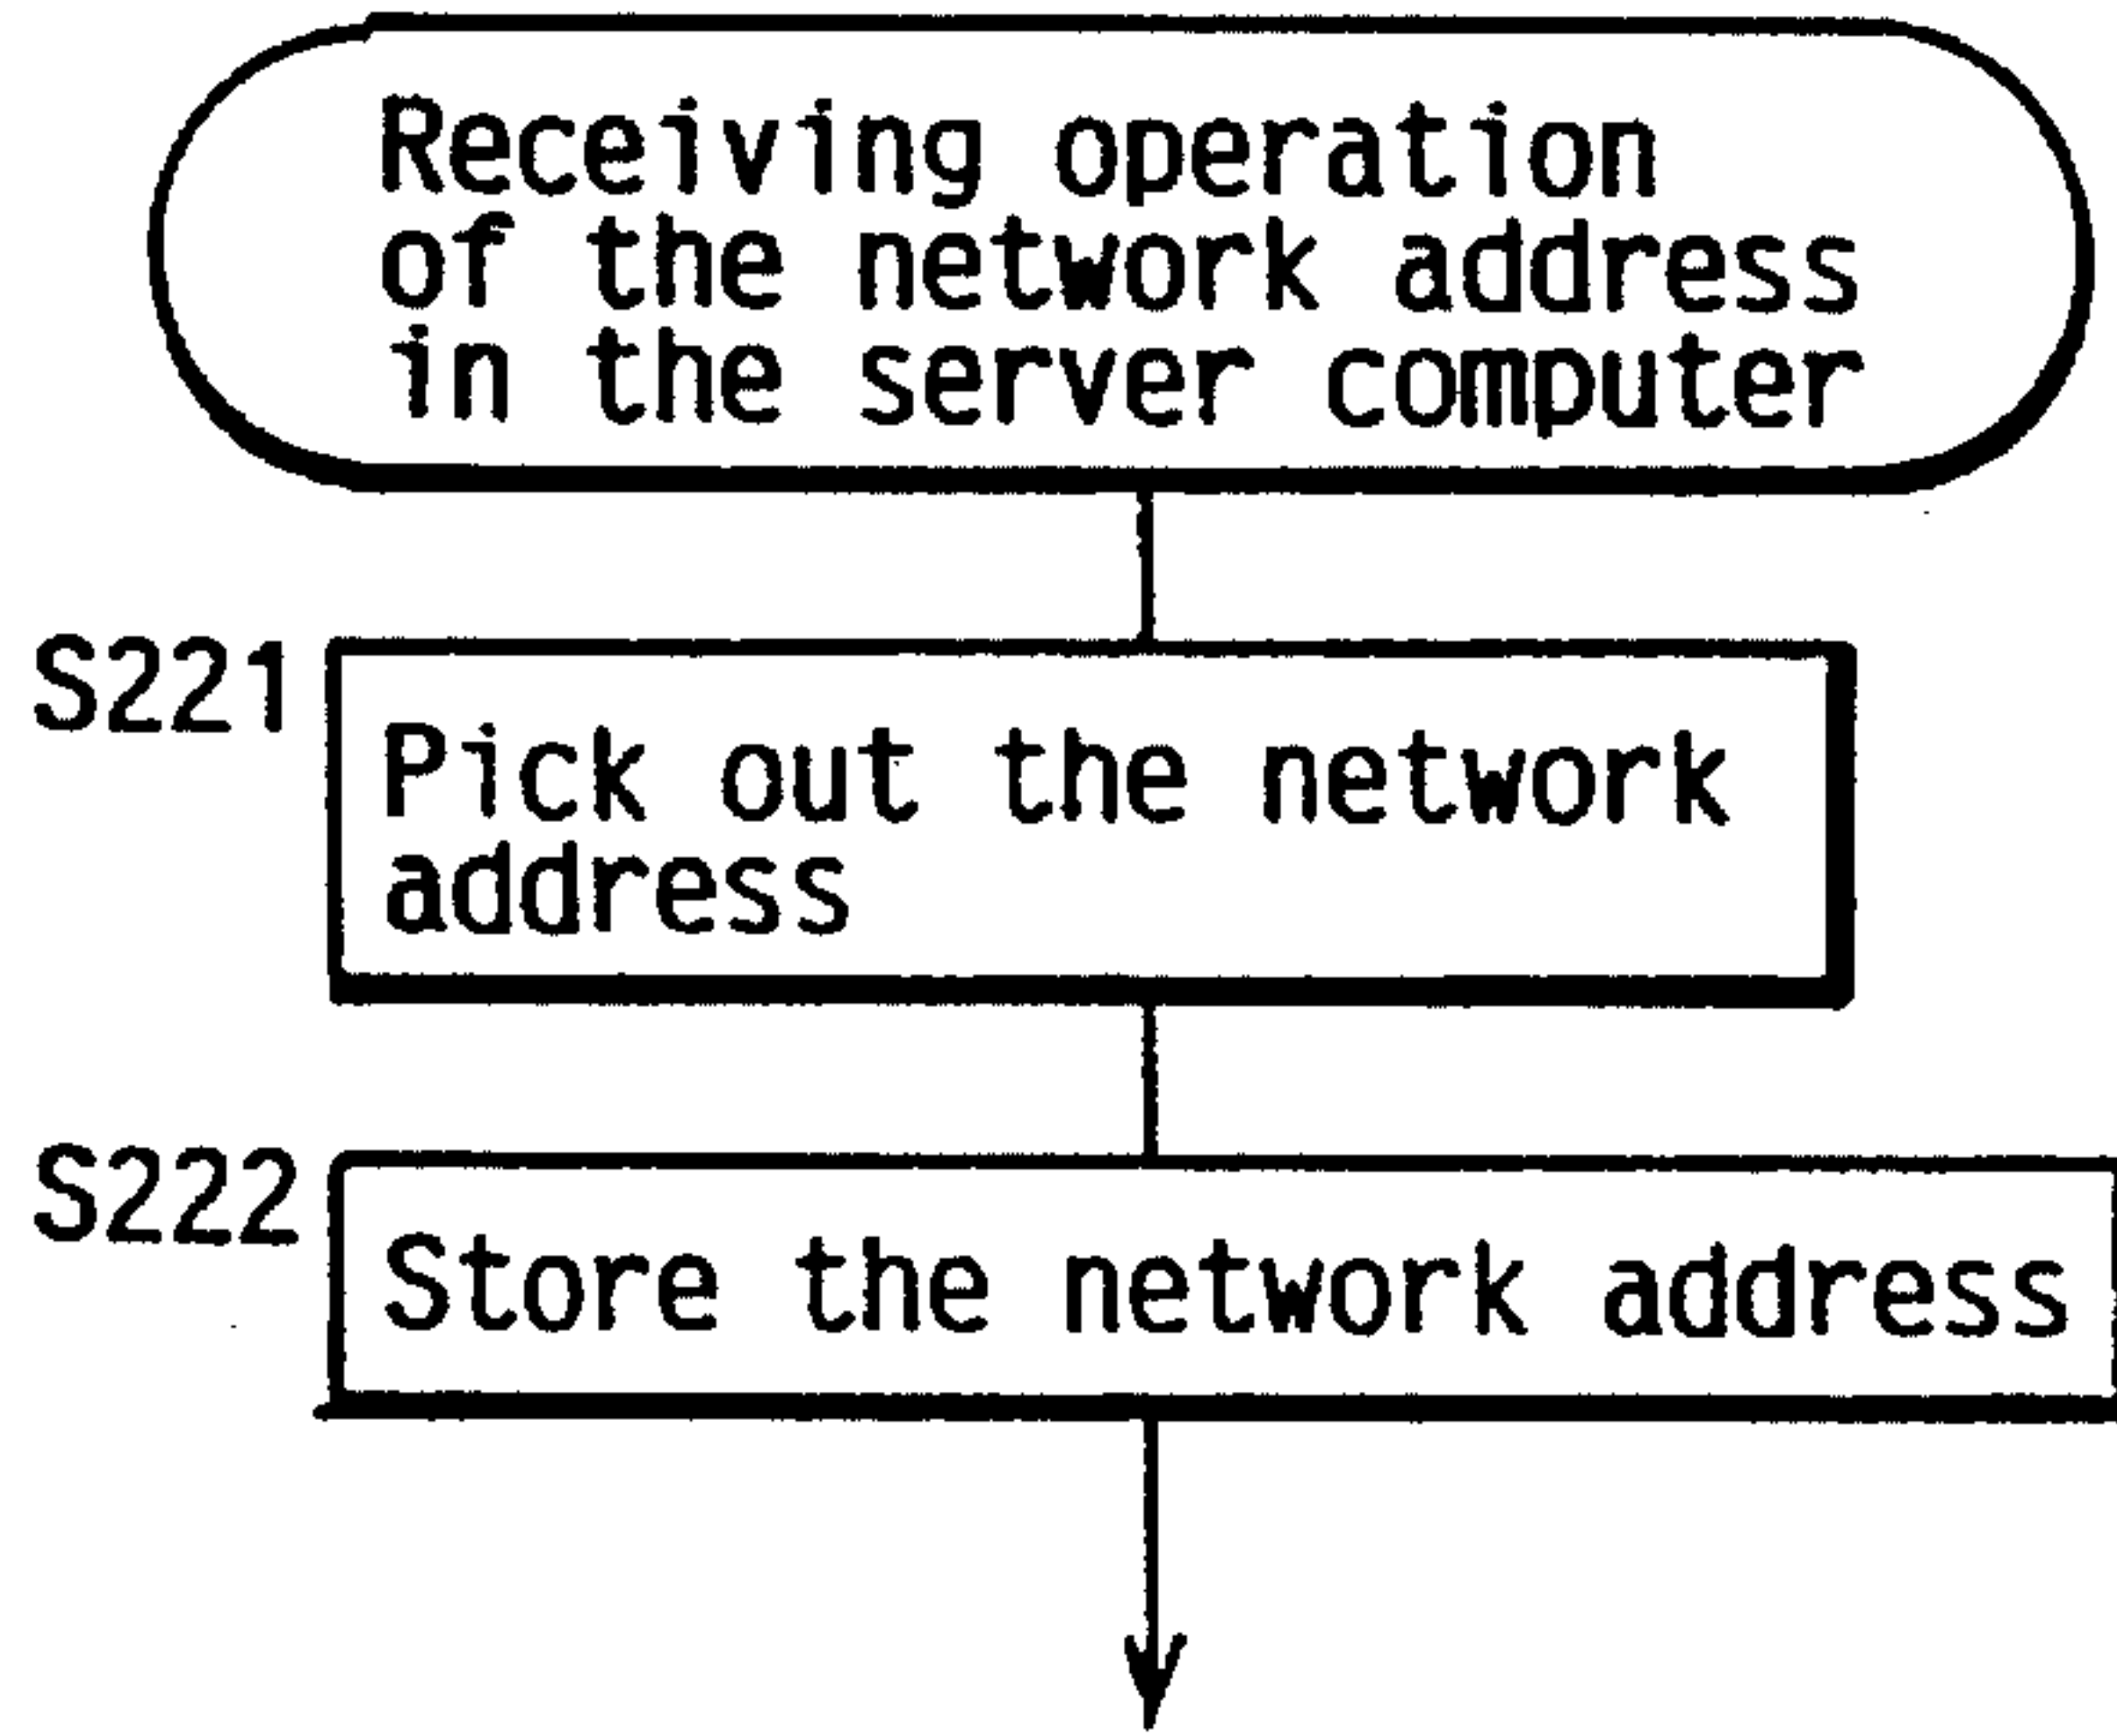 Receiving operation
of the network address
in the server computer
S221
Pick out the network
address
S222
Store the network address